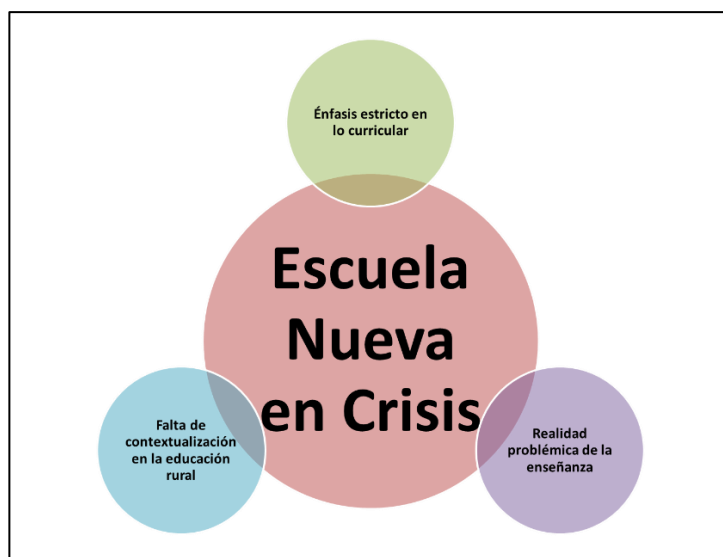 Énfasis estricto en
lo curricular
Escuela
Nueva
en Crisis
Falta de
contextualización
en la educación
rural
Realidad
problémica de la
enseñanza